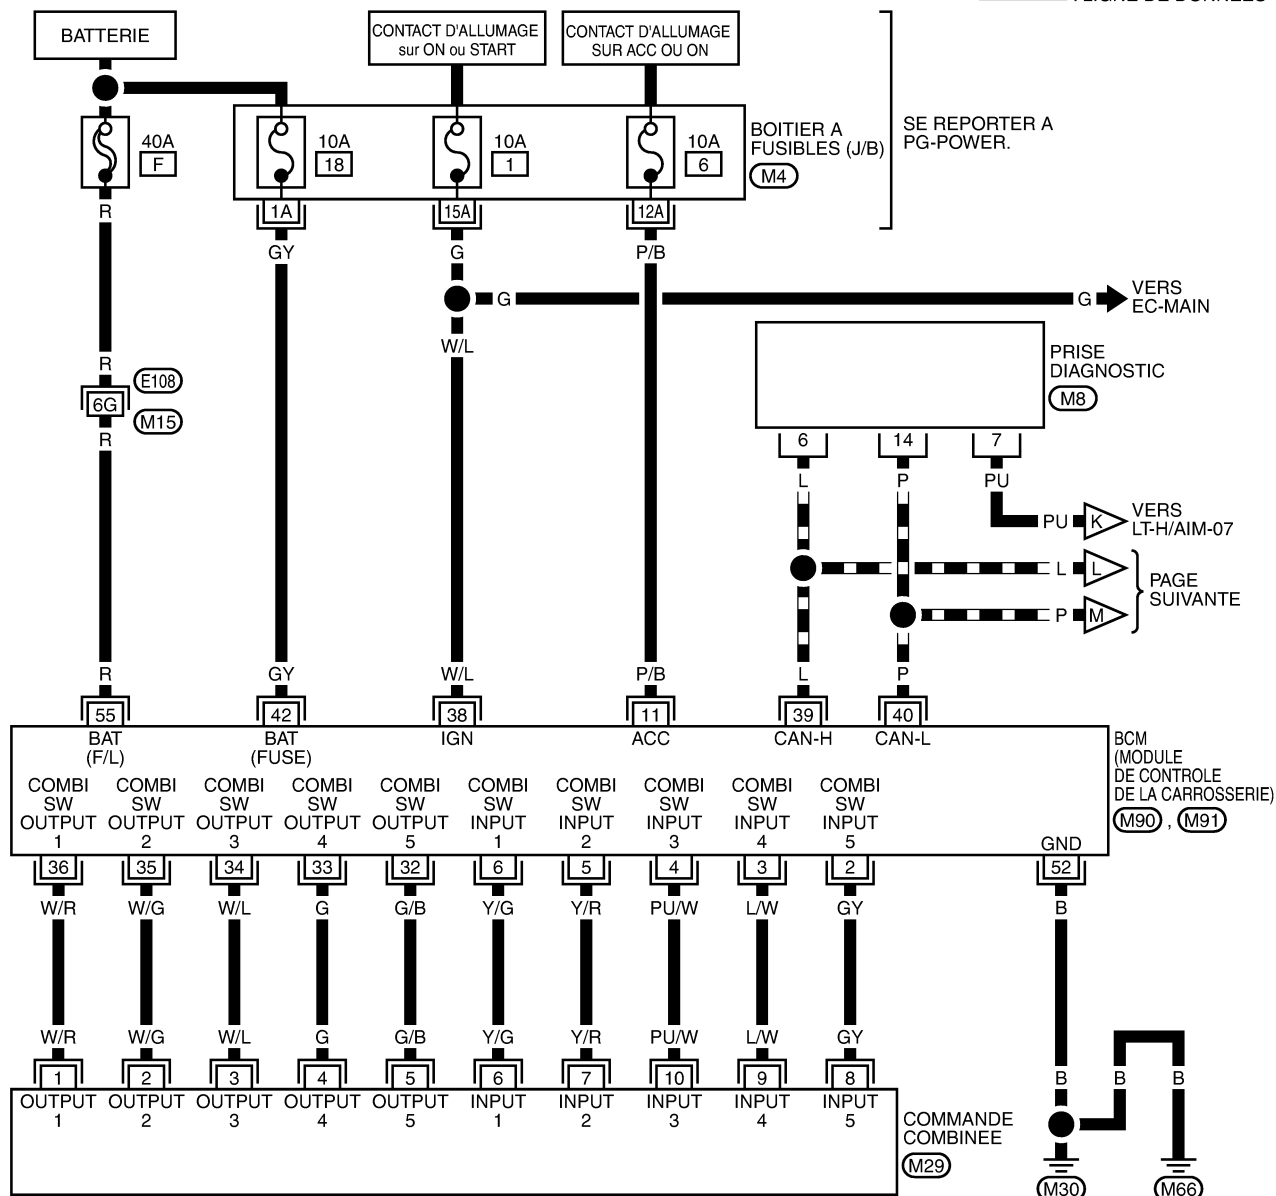 BATTERIE
CONTACT D'ALLUMAGE
sur ON ou START
CONTACT D'ALLUMAGE
SUR ACC OU ON
40A
F
10A
18
10A
1
10A
6
BOITIER A
FUSIBLES (J/B)
M4
SE REPORTER A
PG-POWER.
1A
15A
12A
R
GY
G
P/B
G
G
VERS
EC-MAIN
W/L
PRISE
DIAGNOSTIC
M8
R
E108
6G
M15
R
6
14
7
L
P
PU
PU
K
VERS
LT-H/AIM-07
L
L
P
M
PAGE
SUIVANTE
R
GY
W/L
P/B
L
P
55
42
38
11
39
40
BAT
(F/L)
BAT
(FUSE)
IGN
ACC
CAN-H
CAN-L
BCM
(MODULE
DE CONTROLE
DE LA CARROSSERIE)
M90 , M91
COMBI
SW
OUTPUT
1
COMBI
SW
OUTPUT
2
COMBI
SW
OUTPUT
3
COMBI
SW
OUTPUT
4
COMBI
SW
OUTPUT
5
COMBI
SW
INPUT
1
COMBI
SW
INPUT
2
COMBI
SW
INPUT
3
COMBI
SW
INPUT
4
COMBI
SW
INPUT
5
GND
36
35
34
33
32
6
5
4
3
2
52
W/R
W/G
W/L
G
G/B
Y/G
Y/R
PU/W
L/W
GY
B
W/R
W/G
W/L
G
G/B
Y/G
Y/R
PU/W
L/W
GY
1
2
3
4
5
6
7
10
9
8
B
B
B
OUTPUT
1
OUTPUT
2
OUTPUT
3
OUTPUT
4
OUTPUT
5
INPUT
1
INPUT
2
INPUT
3
INPUT
4
INPUT
5
COMMANDE
COMBINEE
M29
M30
M66